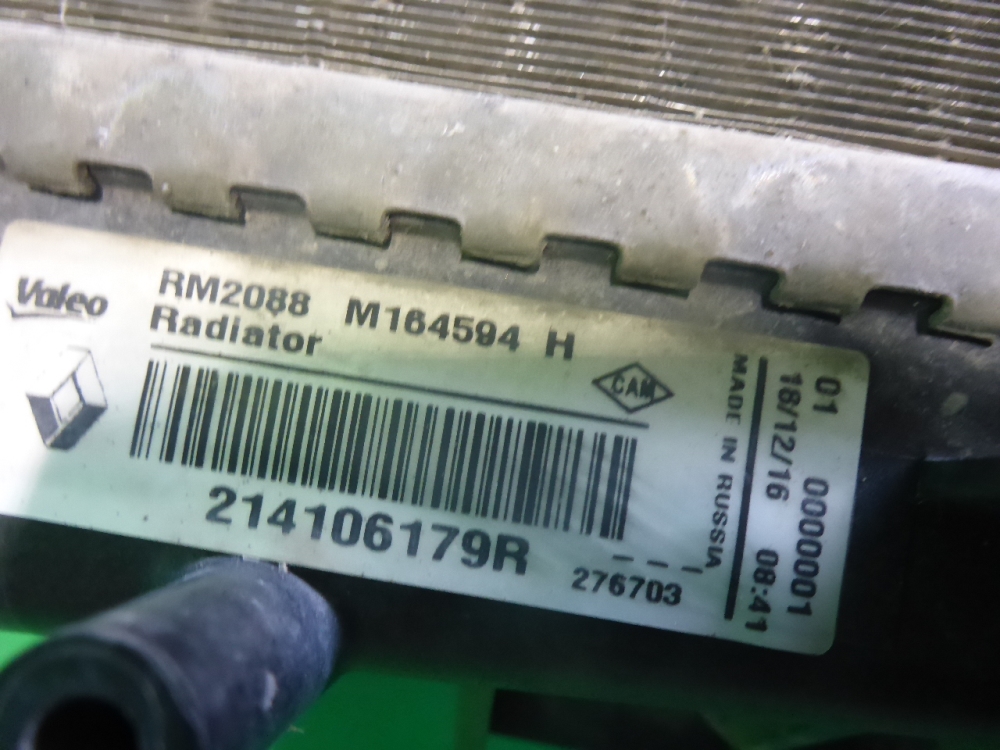 Valeo
RM2088 M164594 H
Radiator
CAM
214106179R
276703
MADE IN RUSSIA
18/12/16 08:41
01 0000001